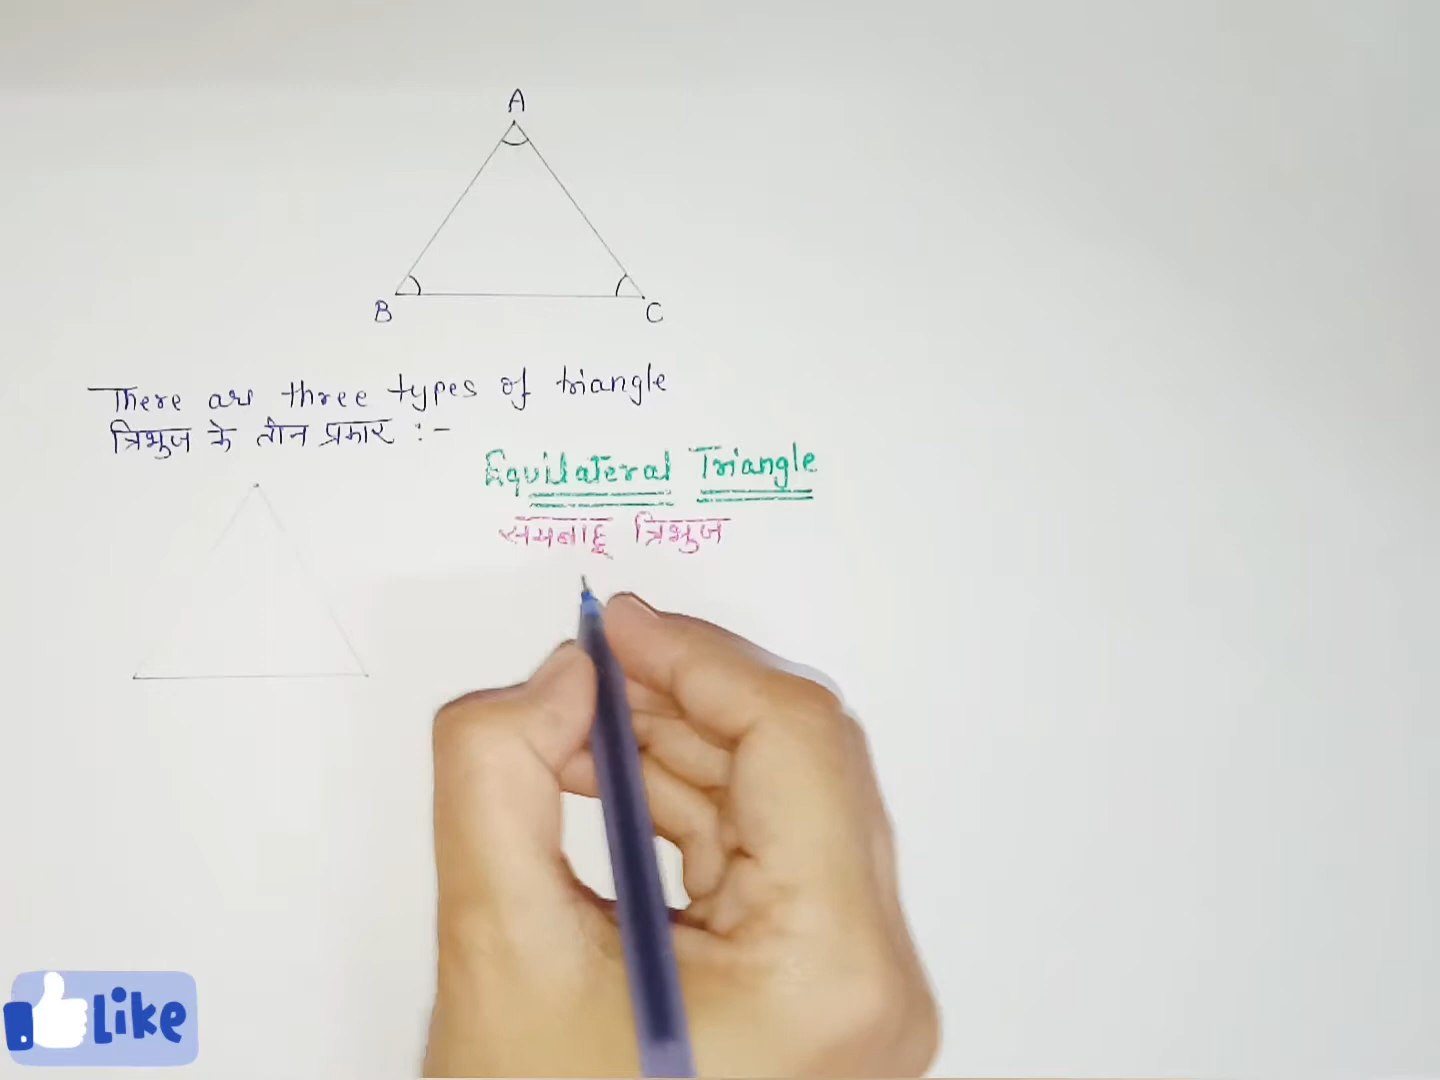 A
B
C
There are three types of triangle
त्रिभुज के तीन प्रकार :-
Equilateral Triangle
समबाहू त्रिभुज
Like